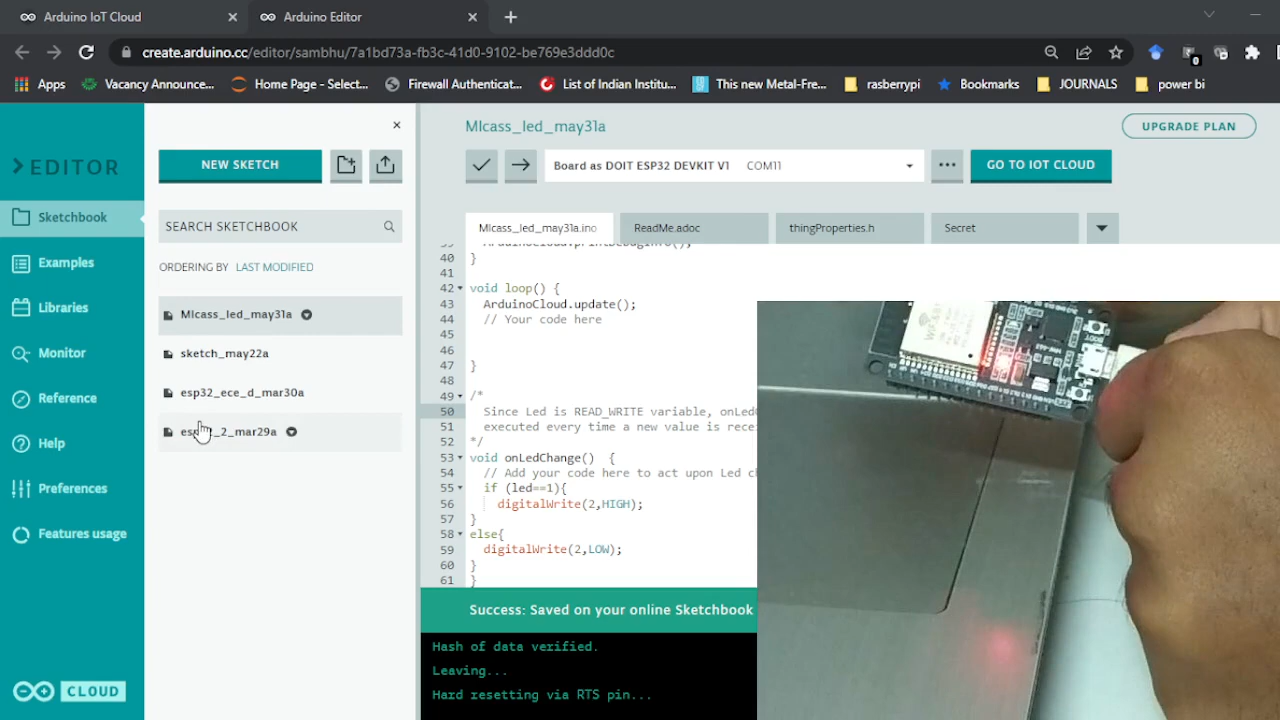 Arduino IoT Cloud
Arduino Editor
create.arduino.cc/editor/sambhu/7a1bd73a-fb3c-41d0-9102-be769e3ddd0c
Apps
Vacancy Announce...
Home Page - Select...
Firewall Authenticat...
List of Indian Institu...
This new Metal-Fre...
rasberrypi
Bookmarks
JOURNALS
power bi
EDITOR
Sketchbook
Examples
Libraries
Monitor
Reference
Help
Preferences
Features usage
CLOUD
NEW SKETCH
SEARCH SKETCHBOOK
ORDERING BY LAST MODIFIED
MIcass_led_may31a
sketch_may22a
esp32_ece_d_mar30a
MIcass_led_may31a
UPGRADE PLAN
Board as DOIT ESP32 DEVKIT V1 COM11
GO TO IOT CLOUD
MIcass_led_may31a.ino
ReadMe.adoc
thingProperties.h
Secret
40 }
41
42 void loop() {
43 ArduinoCloud.update();
44 // Your code here
45
46
47 }
48
49 /*
50 Since Led is READ_WRITE variable, onLed
51 executed every time a new value is rece
52 */
53 void onLedChange() {
54 // Add your code here to act upon Led c
55 if (led==1){
56 digitalWrite(2,HIGH);
57 }
58 else{
59 digitalWrite(2,LOW);
60 }
61 }
Success: Saved on your online Sketchbook
Hash of data verified.
Leaving...
Hard resetting via RTS pin...